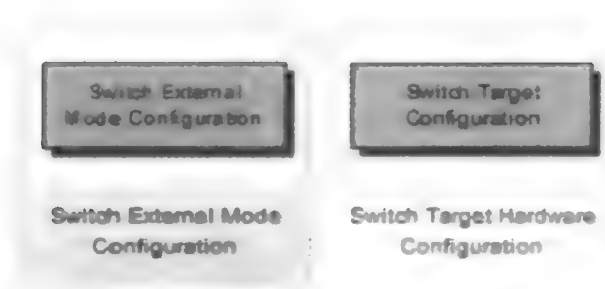 Switch External
Mode Configuration
Switch Target
Configuration
Switch External Mode
Configuration
Switch Target Hardware
Configuration